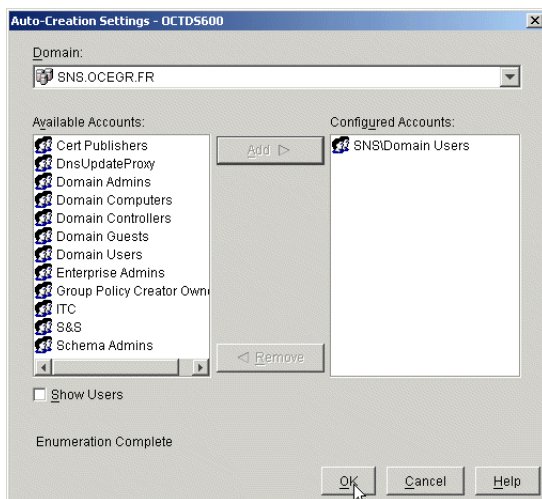 Auto-Creation Settings - OCTDS600
Domain:
SNS.OCEGR.FR
Available Accounts:
Cert Publishers
DnsUpdateProxy
Domain Admins
Domain Computers
Domain Controllers
Domain Guests
Domain Users
Enterprise Admins
Group Policy Creator Own
ITC
S&S
Schema Admins
Add
Remove
Configured Accounts:
SNS\Domain Users
Show Users
Enumeration Complete
OK
Cancel
Help